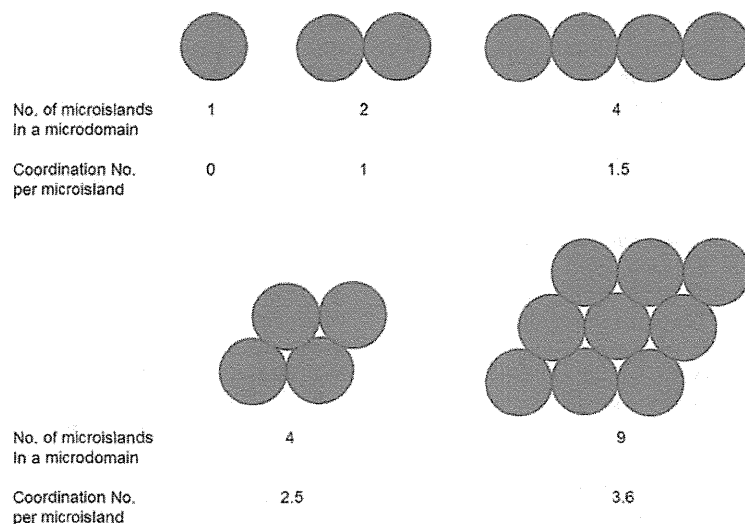 No. of microislands 1 2 4
In a microdomain
Coordination No. 0 1 1.5
per microisland
No. of microislands 4 9
In a microdomain
Coordination No. 2.5 3.6
per microisland